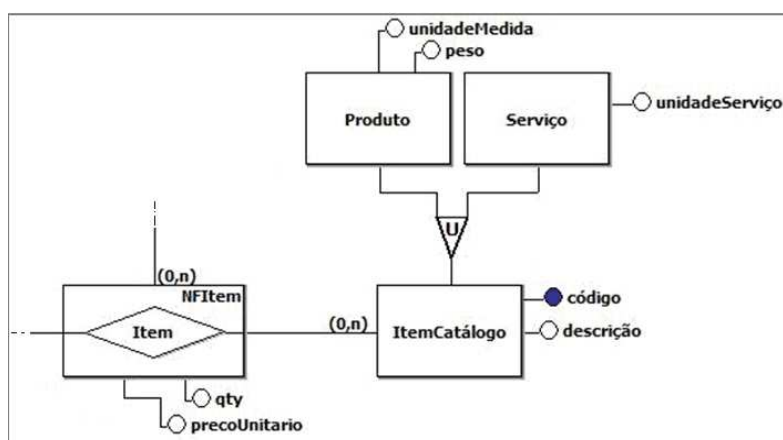 unidadeMedida
peso
Produto
Serviço
unidadeServiço
U
(0,n)
NFItem
Item
(0,n)
ItemCatálogo
código
descrição
qty
precoUnitario